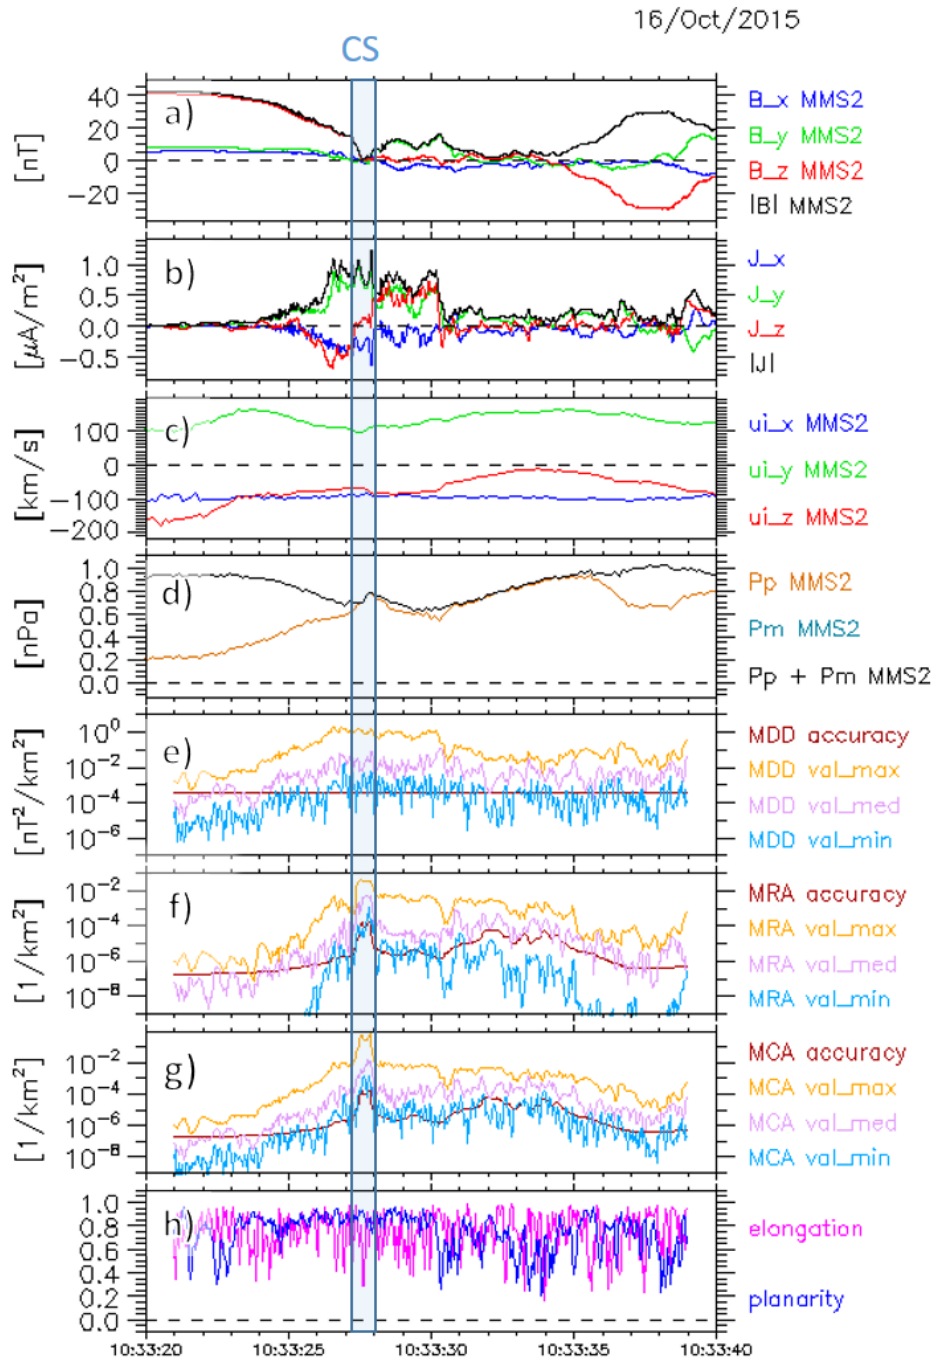 16/Oct/2015
CS
a)
[nT]
40
20
0
−20
B_x MMS2
B_y MMS2
B_z MMS2
|B| MMS2
b)
[μA/m²]
1.0
0.5
0.0
−0.5
J_x
J_y
J_z
|J|
c)
[km/s]
100
0
−100
−200
ui_x MMS2
ui_y MMS2
ui_z MMS2
d)
[nPa]
1.0
0.8
0.6
0.4
0.2
0.0
Pp MMS2
Pm MMS2
Pp + Pm MMS2
e)
[nT²/km²]
10⁰
10⁻²
10⁻⁴
10⁻⁶
MDD accuracy
MDD val_max
MDD val_med
MDD val_min
f)
[1/km²]
10⁻²
10⁻⁴
10⁻⁶
10⁻⁸
MRA accuracy
MRA val_max
MRA val_med
MRA val_min
g)
[1/km²]
10⁻²
10⁻⁴
10⁻⁶
10⁻⁸
MCA accuracy
MCA val_max
MCA val_med
MCA val_min
h)
1.0
0.8
0.6
0.4
0.2
0.0
elongation
planarity
10:33:20 10:33:25 10:33:30 10:33:35 10:33:40